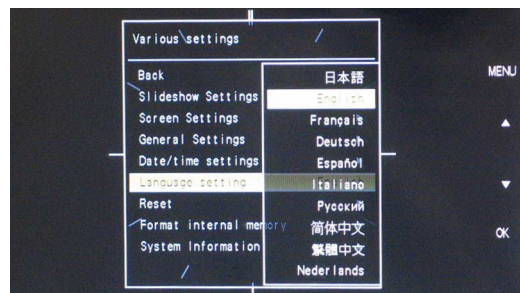 Various settings
Back
Slideshow Settings
Screen Settings
General Settings
Date/time settings
Language setting
Reset
Format internal memory
System Information
日本語
English
Français
Deutsch
Español
Italiano
Русский
简体中文
繁體中文
Nederlands
MENU
OK